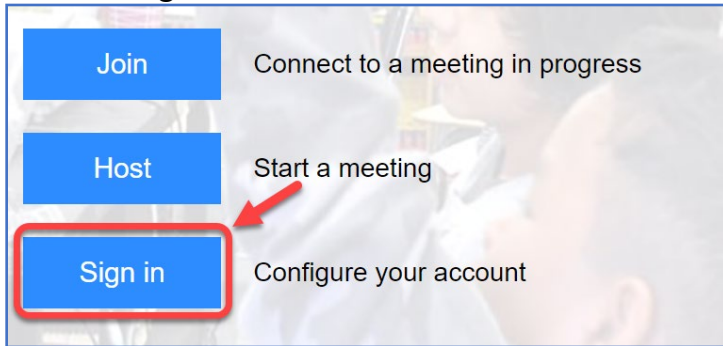 Join Connect to a meeting in progress
Host Start a meeting
Sign in Configure your account